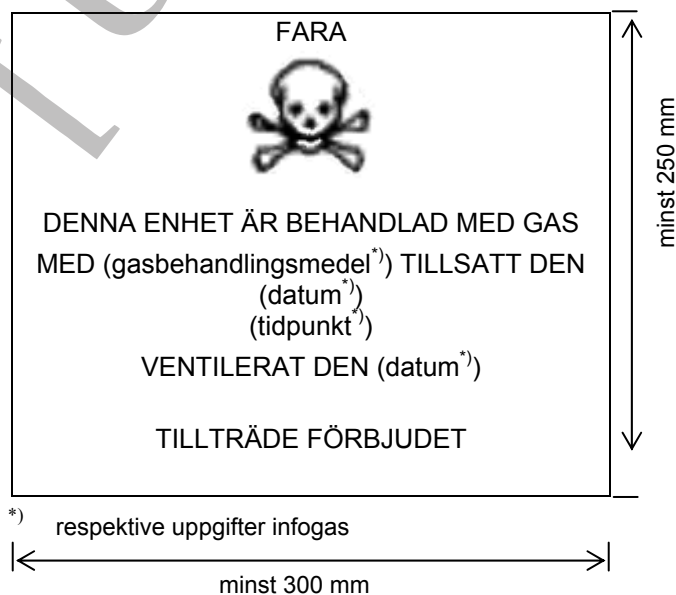 FARA
DENNA ENHET ÄR BEHANDLAD MED GAS
MED (gasbehandlingsmedel*)) TILLSATT DEN
(datum*))
(tidpunkt*))
VENTILERAT DEN (datum*))
TILLTRÄDE FÖRBJUDET
minst 250 mm
*) respektive uppgifter infogas
minst 300 mm